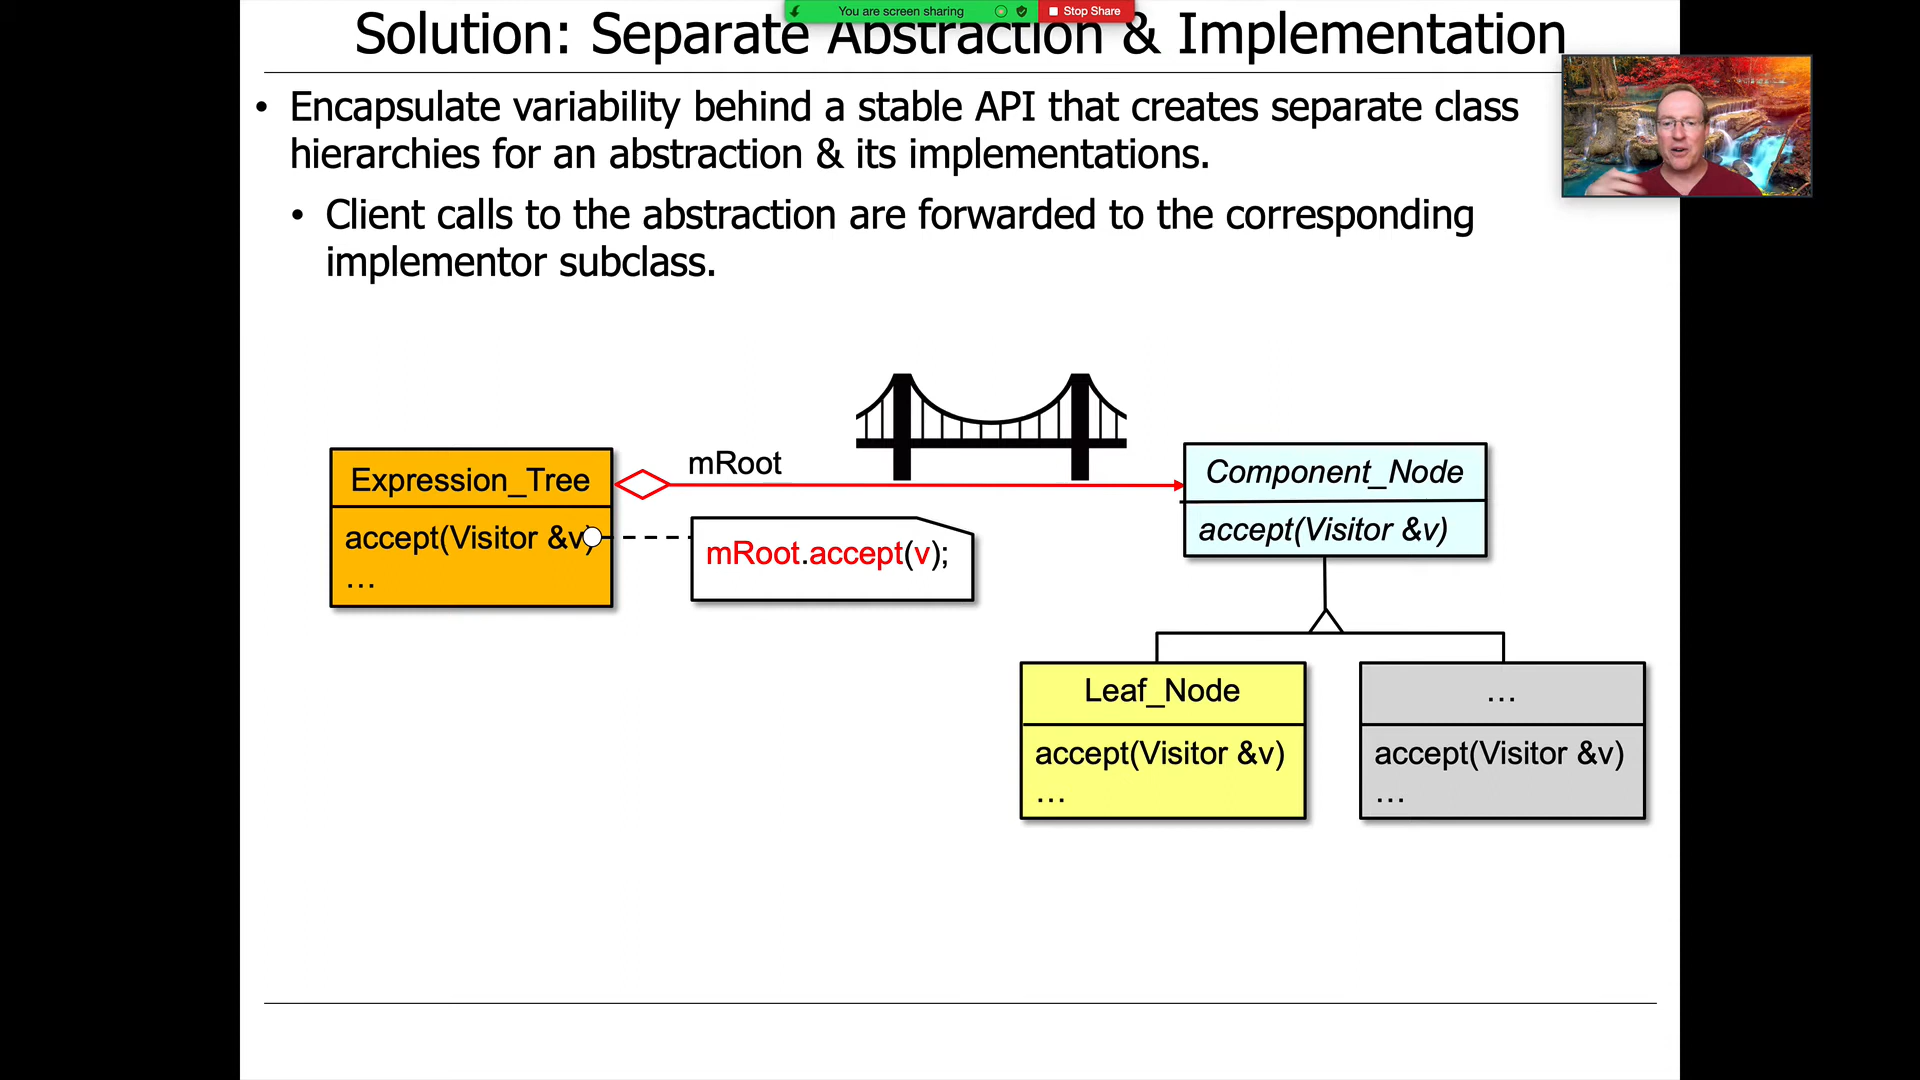 You are screen sharing
Stop Share
Solution: Separate Abstraction & Implementation
• Encapsulate variability behind a stable API that creates separate class
hierarchies for an abstraction & its implementations.
• Client calls to the abstraction are forwarded to the corresponding
implementor subclass.
Expression_Tree
accept(Visitor &v)
...
mRoot
mRoot.accept(v);
Component_Node
accept(Visitor &v)
Leaf_Node
accept(Visitor &v)
...
...
accept(Visitor &v)
...